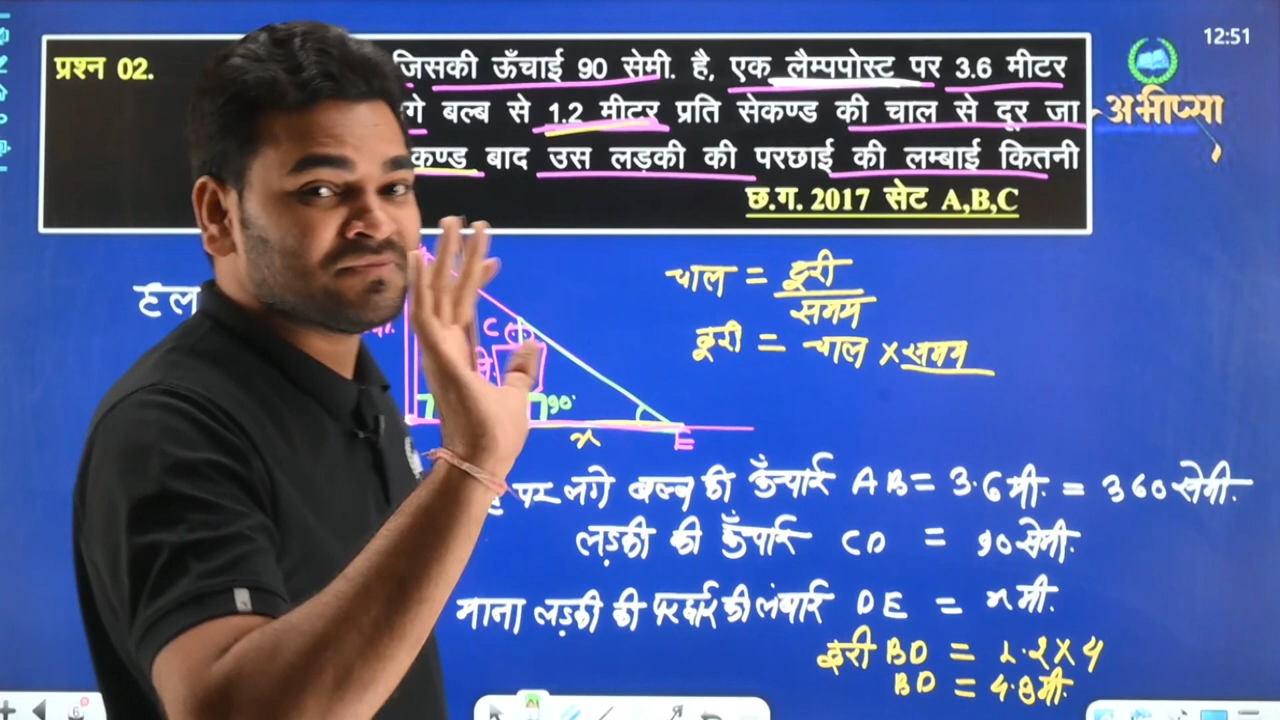 12:51
प्रश्न 02.
जिसकी ऊँचाई 90 सेमी. है, एक लैम्पपोस्ट पर 3.6 मीटर
बल्ब से 1.2 मीटर प्रति सेकण्ड की चाल से दूर जा
बाद उस लड़की की परछाई की लम्बाई कितनी
छ.ग. 2017 सेट A,B,C
अभीप्सा
हल
चाल = दूरी
समय
दूरी = चाल × समय
C
90°
x
E
पर लगे बल्ब की ऊँचाई AB = 3.6 मी. = 360 सेमी.
लड़की की ऊँचाई CD = 90 सेमी.
माना लड़की की परछाई की लंबाई DE = x मी.
दूरी BD = 1.2 × 4
BD = 4.8 मी.